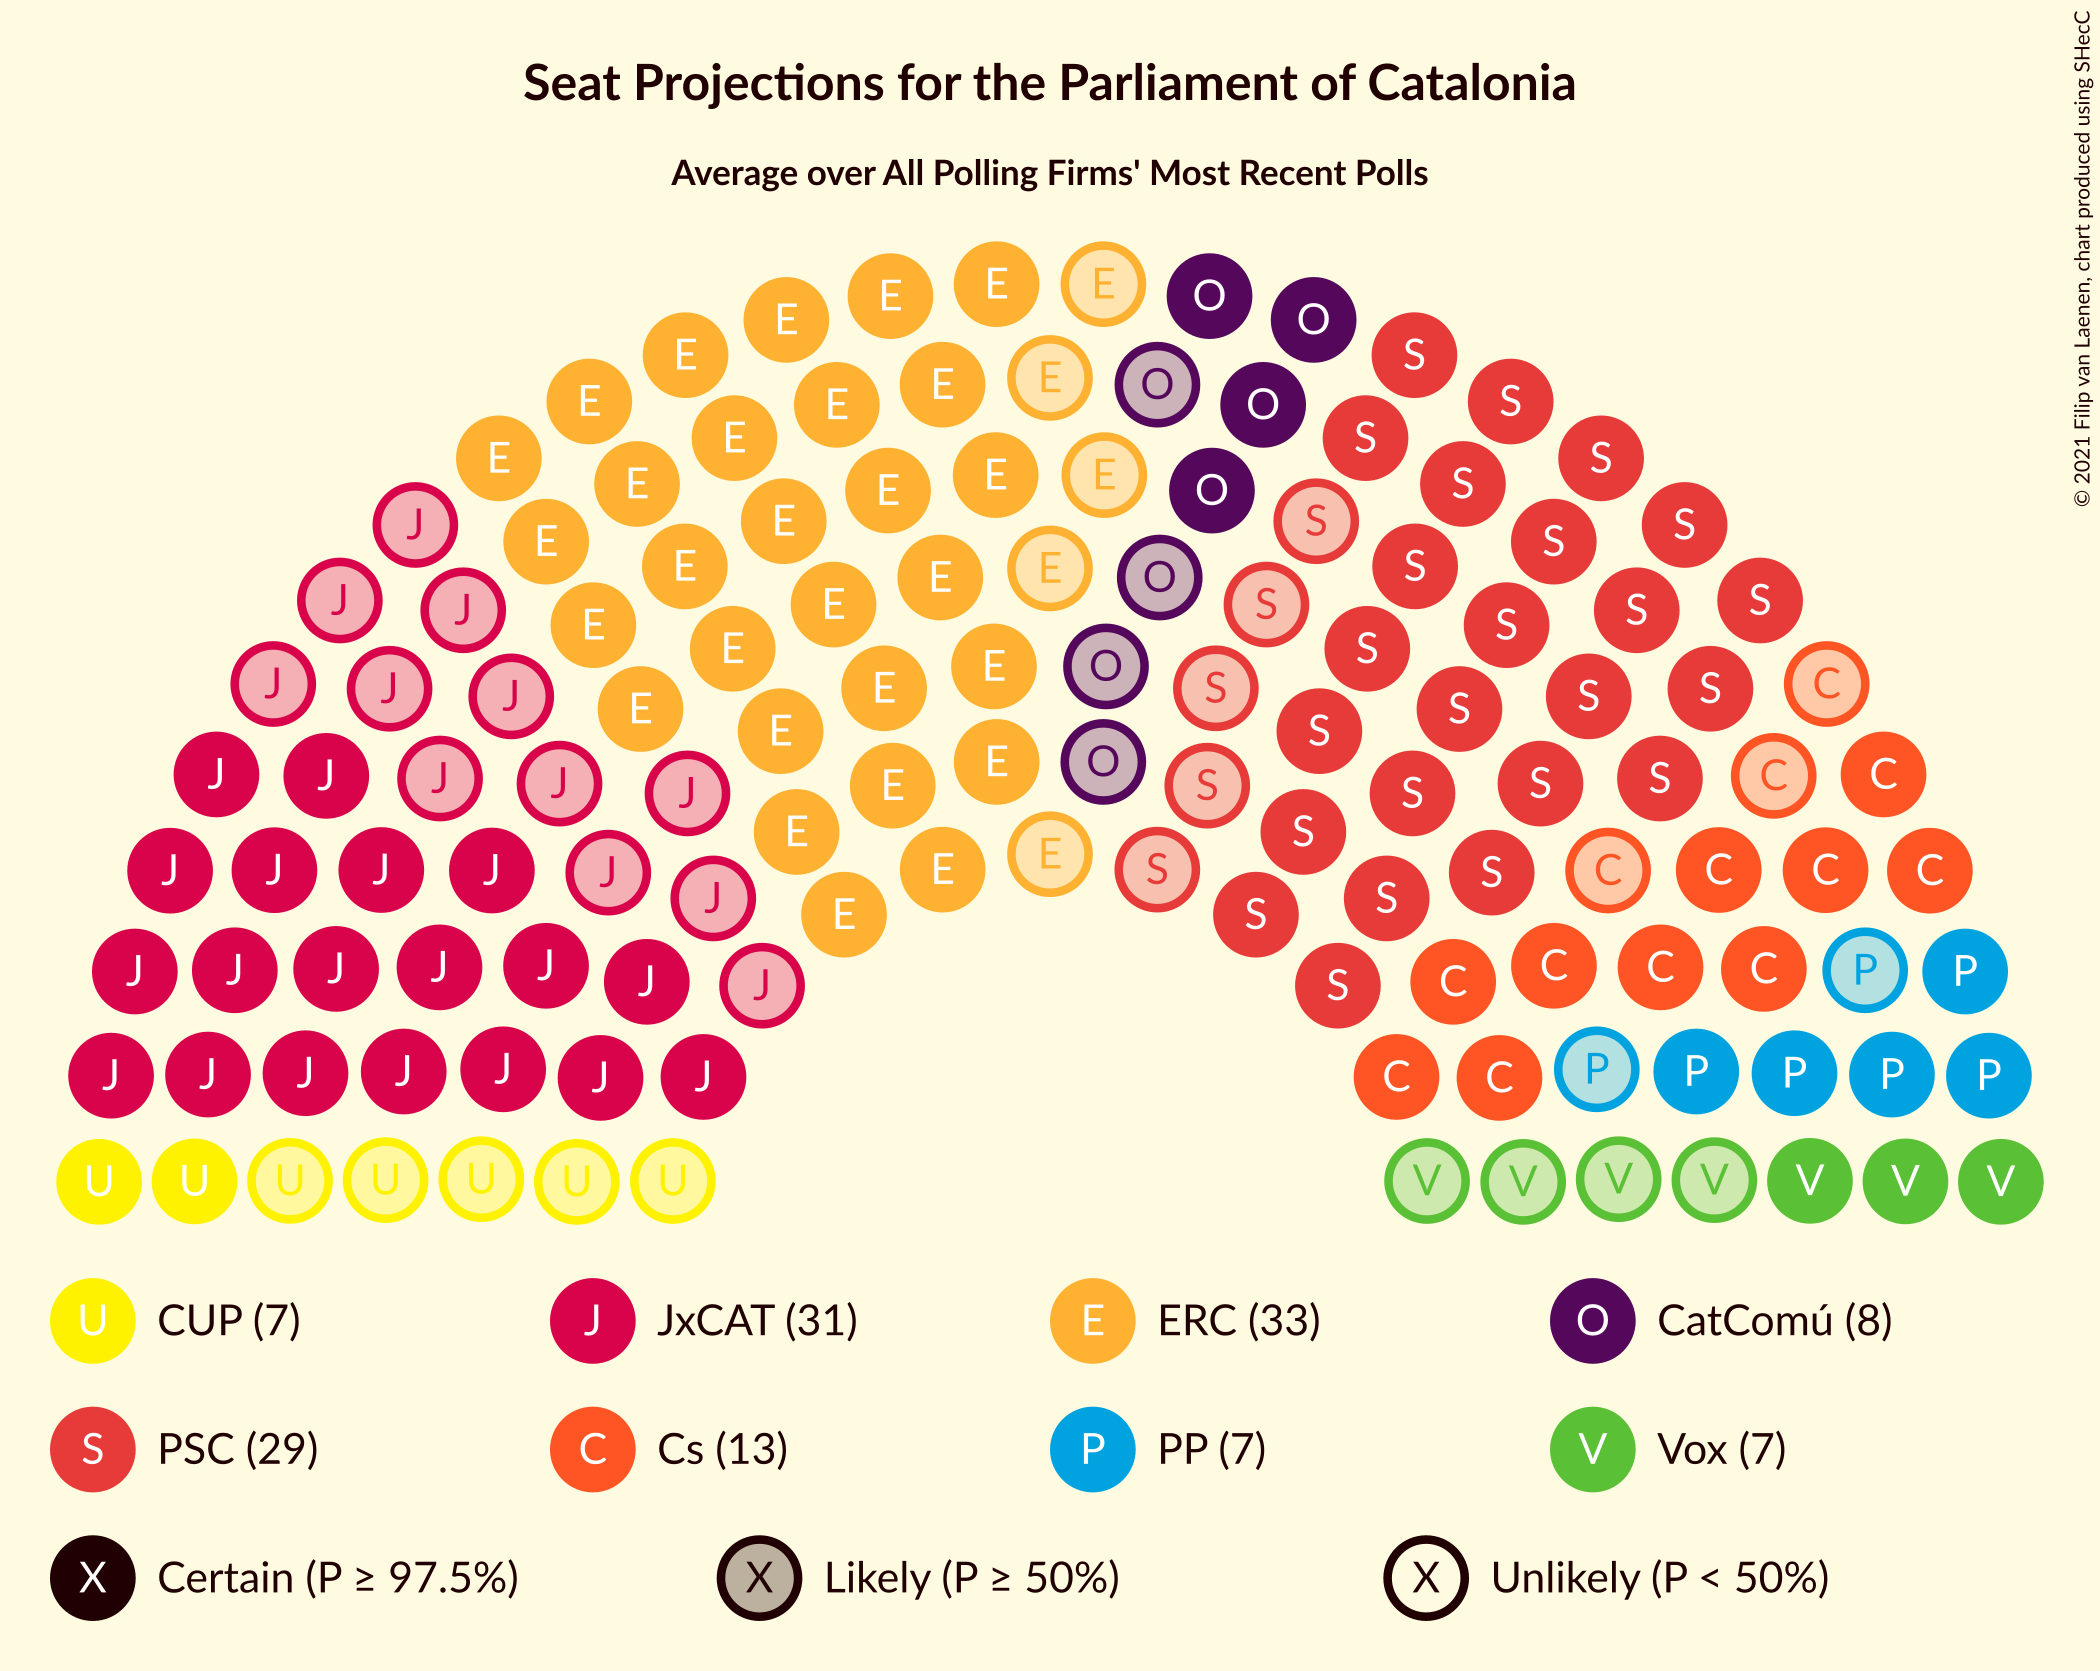 Seat Projections for the Parliament of Catalonia
Average over All Polling Firms' Most Recent Polls
© 2021 Filip van Laenen, chart produced using SHecC
E E O O
E E S
E E O S
E E O S
E E E O S S
E E E E O S S S
J E E E S S S S
J J E E E O S S S S
J J J E E E E O S S S S S C
J J J J J E E E O S S S S S C C
J J J J J J E E E S S S S C C C C
J J J J J J J E S S C C C C P P
J J J J J J J C C P P P P P
U U U U U U U V V V V V V V
U CUP (7) J JxCAT (31) E ERC (33) O CatComú (8)
S PSC (29) C Cs (13) P PP (7) V Vox (7)
X Certain (P ≥ 97.5%) X Likely (P ≥ 50%) X Unlikely (P < 50%)